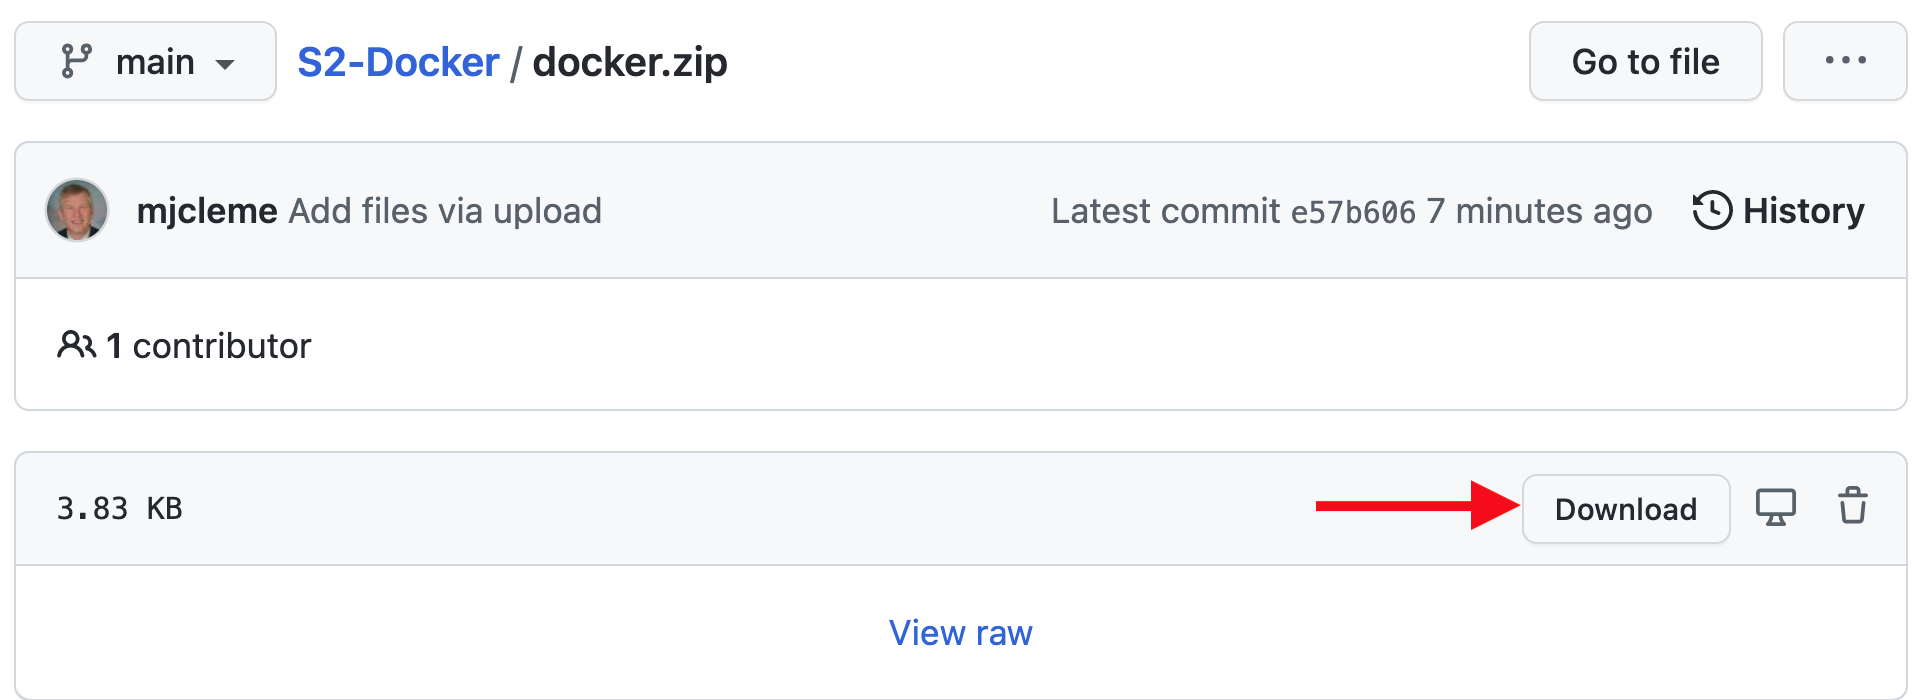 main S2-Docker / docker.zip Go to file ...
mjcleme Add files via upload Latest commit e57b606 7 minutes ago History
1 contributor
3.83 KB Download
View raw